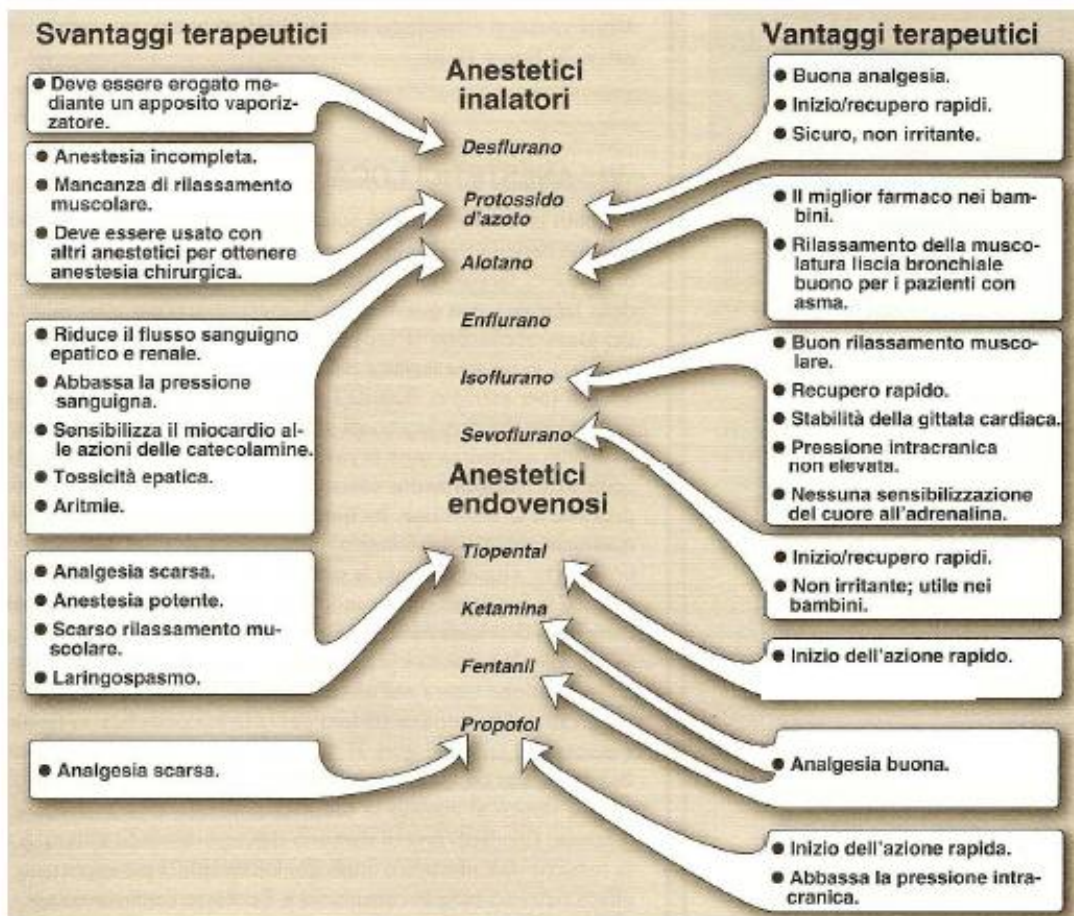 Svantaggi terapeutici
● Deve essere erogato me-
diante un apposito vaporiz-
zatore.
● Anestesia incompleta.
● Mancanza di rilassamento
muscolare.
● Deve essere usato con
altri anestetici per ottenere
anestesia chirurgica.
● Riduce il flusso sanguigno
epatico e renale.
● Abbassa la pressione
sanguigna.
● Sensibilizza il miocardio al-
le azioni delle catecolamine.
● Tossicità epatica.
● Aritmie.
● Analgesia scarsa.
● Anestesia potente.
● Scarso rilassamento mu-
scolare.
● Laringospasmo.
● Analgesia scarsa.
Anestetici
inalatori
Desflurano
Protossido
d'azoto
Alotano
Enflurano
Isoflurano
Sevoflurano
Anestetici
endovenosi
Tiopental
Ketamina
Fentanil
Propofol
Vantaggi terapeutici
● Buona analgesia.
● Inizio/recupero rapidi.
● Sicuro, non irritante.
● Il miglior farmaco nei bam-
bini.
● Rilassamento della musco-
latura liscia bronchiale
buono per i pazienti con
asma.
● Buon rilassamento musco-
lare.
● Recupero rapido.
● Stabilità della gittata cardiaca.
● Pressione intracranica
non elevata.
● Nessuna sensibilizzazione
del cuore all'adrenalina.
● Inizio/recupero rapidi.
● Non irritante; utile nei
bambini.
● Inizio dell'azione rapido.
● Analgesia buona.
● Inizio dell'azione rapida.
● Abbassa la pressione intra-
cranica.